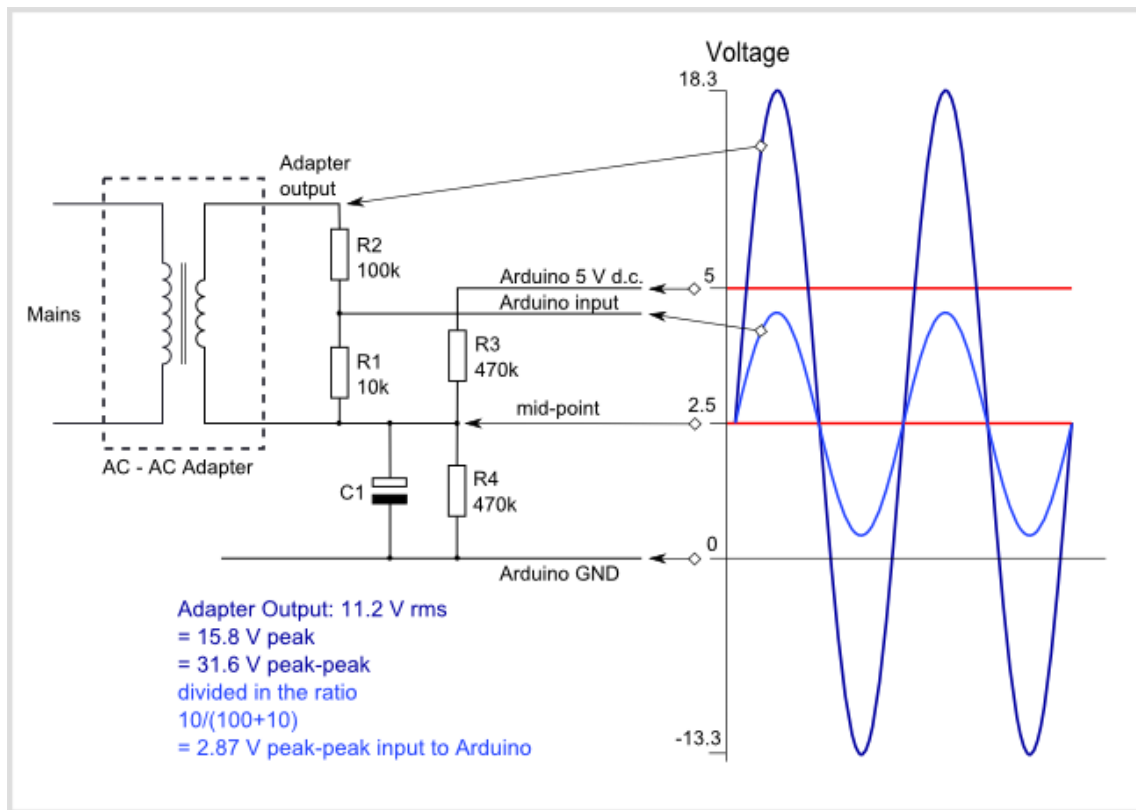 Voltage
18.3
Adapter
output
R2
100k
Arduino 5 V d.c.
5
Arduino input
Mains
R1
10k
R3
470k
mid-point
2.5
AC - AC Adapter
C1
R4
470k
0
Arduino GND
Adapter Output: 11.2 V rms
= 15.8 V peak
= 31.6 V peak-peak
divided in the ratio
10/(100+10)
= 2.87 V peak-peak input to Arduino
-13.3